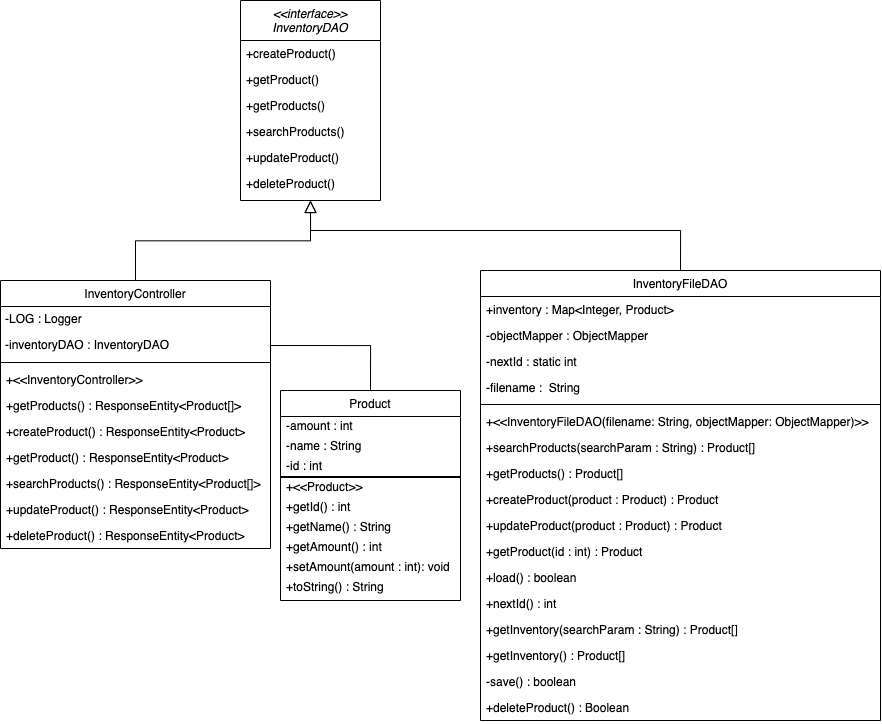 <<interface>>
InventoryDAO
+createProduct()
+getProduct()
+getProducts()
+searchProducts()
+updateProduct()
+deleteProduct()
InventoryController
-LOG : Logger
-inventoryDAO : InventoryDAO
+<<InventoryController>>
+getProducts() : ResponseEntity<Product[]>
+createProduct() : ResponseEntity<Product>
+getProduct() : ResponseEntity<Product>
+searchProducts() : ResponseEntity<Product[]>
+updateProduct() : ResponseEntity<Product>
+deleteProduct() : ResponseEntity<Product>
Product
-amount : int
-name : String
-id : int
+<<Product>>
+getId() : int
+getName() : String
+getAmount() : int
+setAmount(amount : int): void
+toString() : String
InventoryFileDAO
+inventory : Map<Integer, Product>
-objectMapper : ObjectMapper
-nextId : static int
-filename :  String
+<<InventoryFileDAO(filename: String, objectMapper: ObjectMapper)>>
+searchProducts(searchParam : String) : Product[]
+getProducts() : Product[]
+createProduct(product : Product) : Product
+updateProduct(product : Product) : Product
+getProduct(id : int) : Product
+load() : boolean
+nextId() : int
+getInventory(searchParam : String) : Product[]
+getInventory() : Product[]
-save() : boolean
+deleteProduct() : Boolean